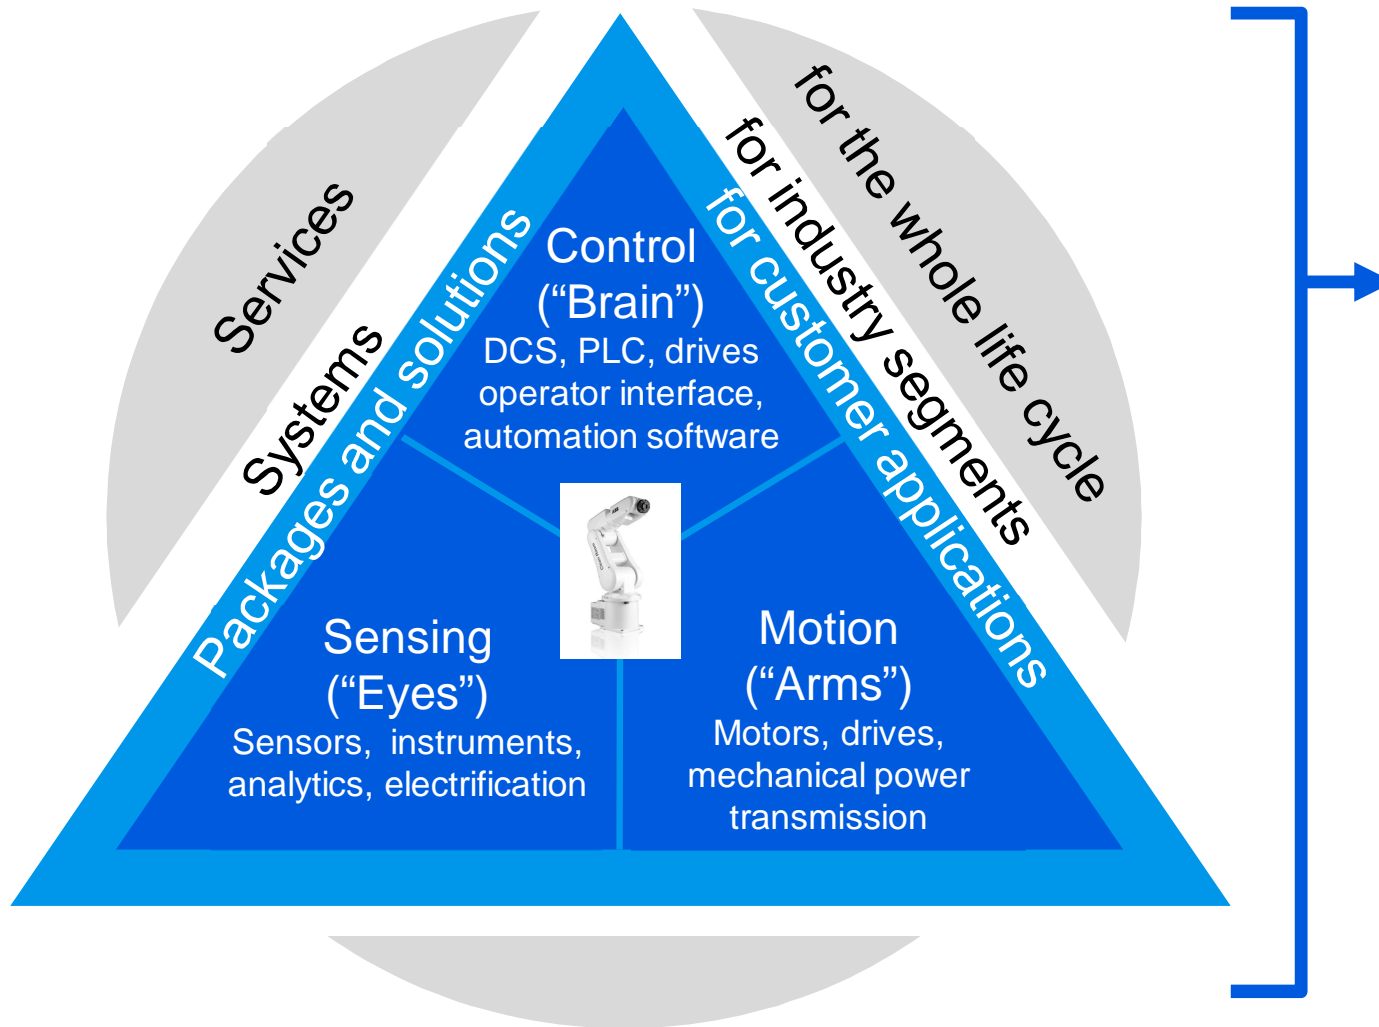 Services
Systems
Packages and solutions
for customer applications
for industry segments
for the whole life cycle
Control
(“Brain”)
DCS, PLC, drives
operator interface,
automation software
Sensing
(“Eyes”)
Sensors, instruments,
analytics, electrification
Motion
(“Arms”)
Motors, drives,
mechanical power
transmission
ABB